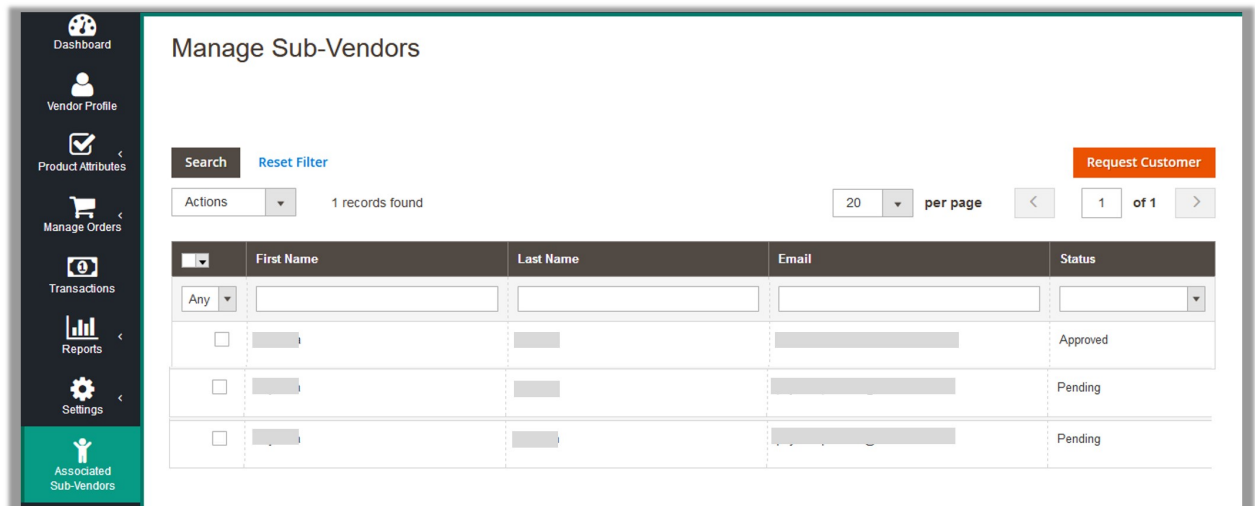 Dashboard
Vendor Profile
Product Attributes
Manage Orders
Transactions
Reports
Settings
Associated
Sub-Vendors
Manage Sub-Vendors
Search Reset Filter Request Customer
Actions 1 records found 20 per page 1 of 1
First Name Last Name Email Status
Any
Approved
Pending
Pending